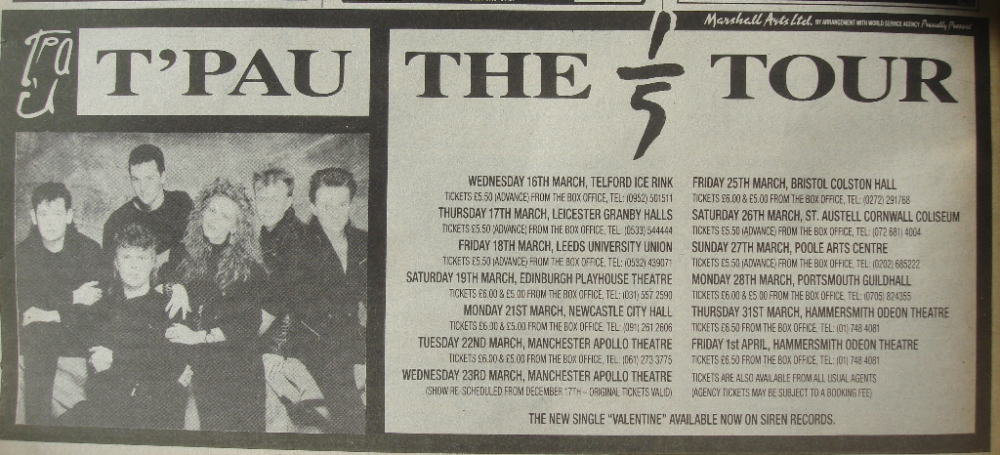 Marshall Arts Ltd. BY ARRANGEMENT WITH WORLD SERVICE AGENCY Proudly Present
T'Pau
T'PAU
THE 1/5 TOUR
WEDNESDAY 16TH MARCH, TELFORD ICE RINK
TICKETS £5.50 (ADVANCE) FROM THE BOX OFFICE, TEL: (0952) 501511
THURSDAY 17TH MARCH, LEICESTER GRANBY HALLS
TICKETS £5.50 (ADVANCE) FROM THE BOX OFFICE, TEL: (0533) 544444
FRIDAY 18TH MARCH, LEEDS UNIVERSITY UNION
TICKETS £5.50 (ADVANCE) FROM THE BOX OFFICE, TEL: (0532) 439071
SATURDAY 19TH MARCH, EDINBURGH PLAYHOUSE THEATRE
TICKETS £6.00 & £5.00 FROM THE BOX OFFICE, TEL: (031) 557 2590
MONDAY 21ST MARCH, NEWCASTLE CITY HALL
TICKETS £6.00 & £5.00 FROM THE BOX OFFICE, TEL: (091) 261 2606
TUESDAY 22ND MARCH, MANCHESTER APOLLO THEATRE
TICKETS £6.00 & £5.00 FROM THE BOX OFFICE, TEL: (061) 273 3775
WEDNESDAY 23RD MARCH, MANCHESTER APOLLO THEATRE
(SHOW RE-SCHEDULED FROM DECEMBER 17TH – ORIGINAL TICKETS VALID)
FRIDAY 25TH MARCH, BRISTOL COLSTON HALL
TICKETS £6.00 & £5.00 FROM THE BOX OFFICE, TEL: (0272) 291768
SATURDAY 26TH MARCH, ST. AUSTELL CORNWALL COLISEUM
TICKETS £5.50 (ADVANCE) FROM THE BOX OFFICE, TEL: (072 681) 4004
SUNDAY 27TH MARCH, POOLE ARTS CENTRE
TICKETS £5.50 (ADVANCE) FROM THE BOX OFFICE, TEL: (0202) 685222
MONDAY 28TH MARCH, PORTSMOUTH GUILDHALL
TICKETS £6.00 & £5.00 FROM THE BOX OFFICE, TEL: (0705) 824355
THURSDAY 31ST MARCH, HAMMERSMITH ODEON THEATRE
TICKETS £6.50 FROM THE BOX OFFICE, TEL: (01) 748 4081
FRIDAY 1st APRIL, HAMMERSMITH ODEON THEATRE
TICKETS £6.50 FROM THE BOX OFFICE, TEL: (01) 748 4081
TICKETS ARE ALSO AVAILABLE FROM ALL USUAL AGENTS
(AGENCY TICKETS MAY BE SUBJECT TO A BOOKING FEE)
THE NEW SINGLE "VALENTINE" AVAILABLE NOW ON SIREN RECORDS.